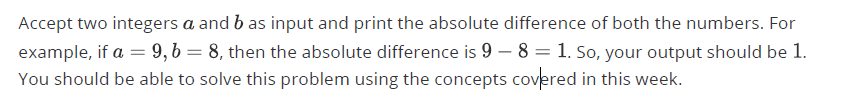 Accept two integers a and b as input and print the absolute difference of both the numbers. For
example, if a = 9, b = 8, then the absolute difference is 9 − 8 = 1. So, your output should be 1.
You should be able to solve this problem using the concepts covered in this week.